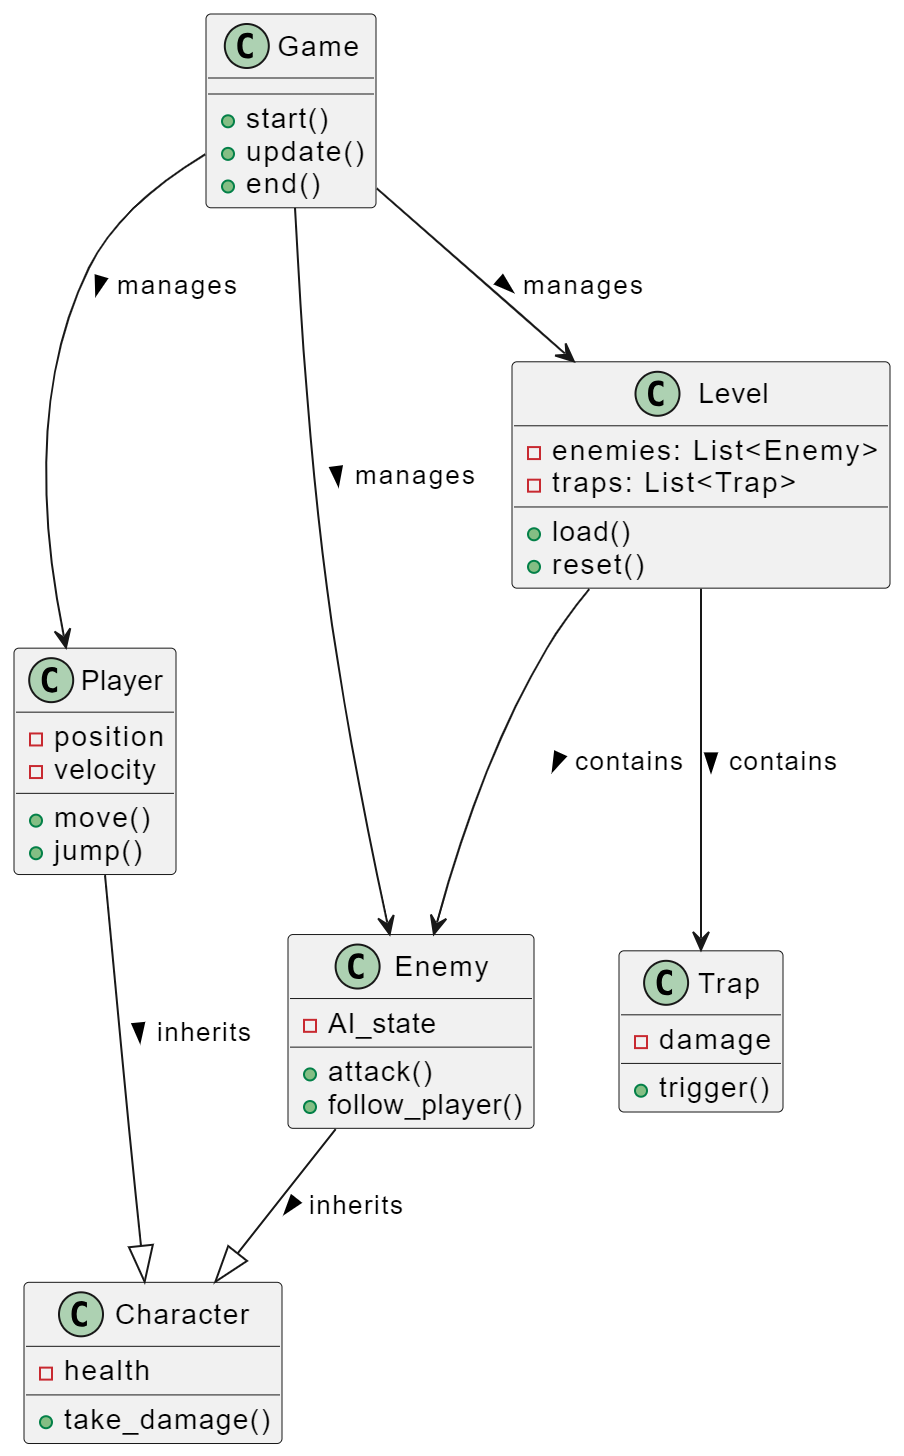 C Game
start()
update()
end()
manages
manages
C Level
enemies: List<Enemy>
traps: List<Trap>
load()
reset()
manages
C Player
position
velocity
move()
jump()
contains
contains
C Enemy
AI_state
attack()
follow_player()
C Trap
damage
trigger()
inherits
inherits
C Character
health
take_damage()